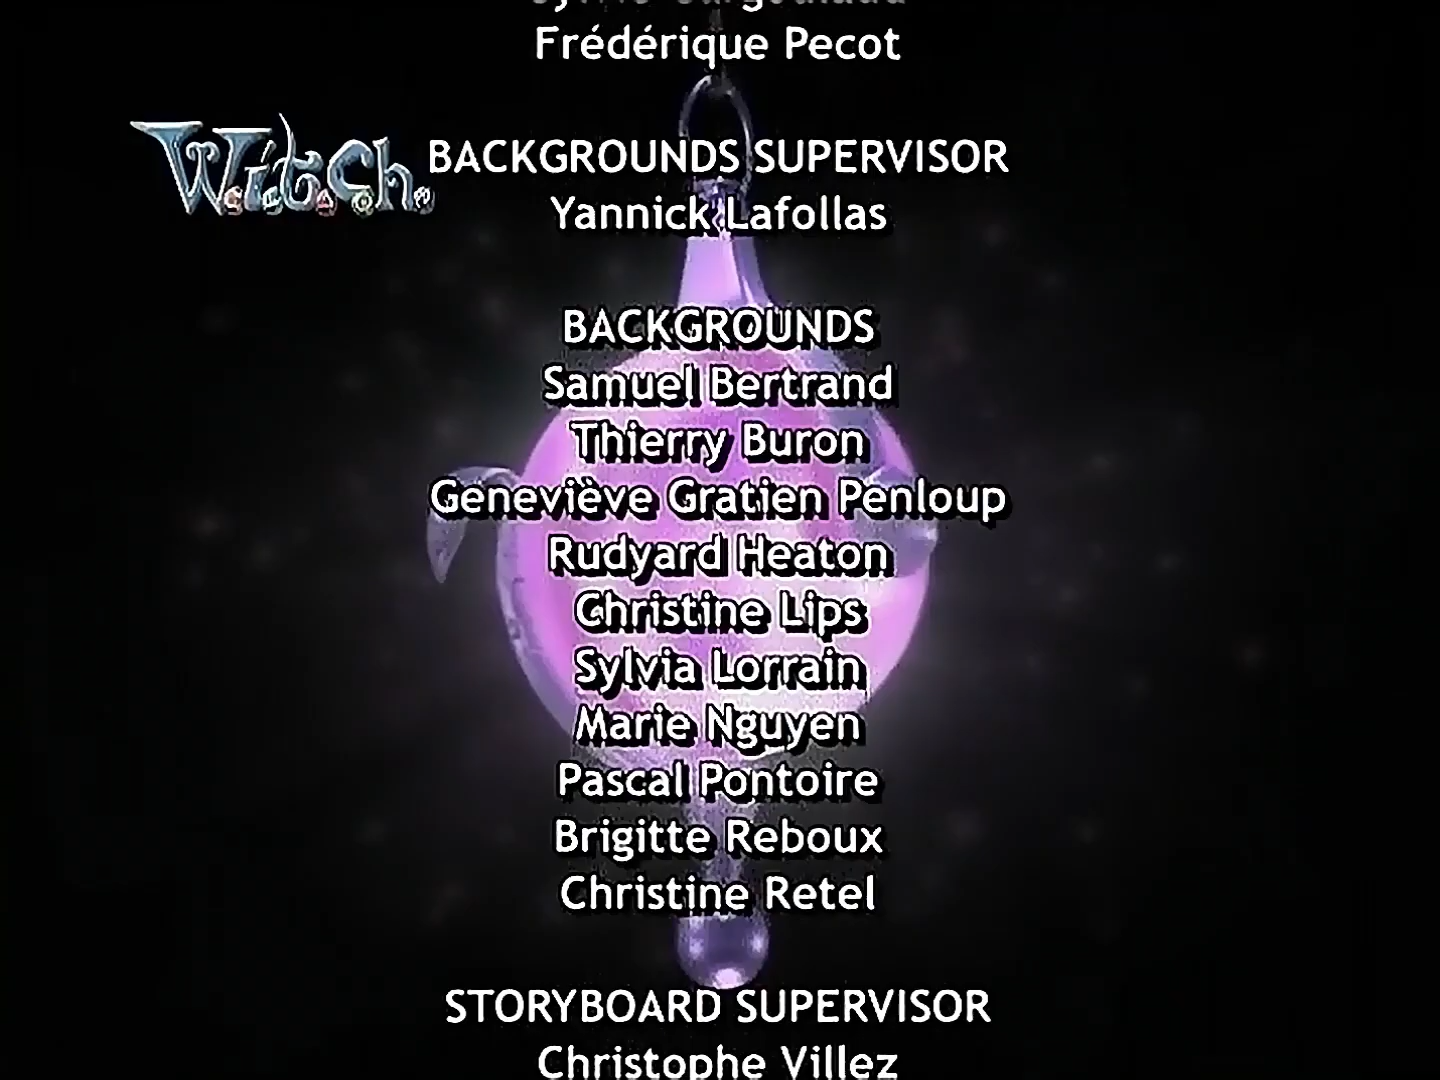 Frédérique Pecot
W.i.t.c.h.
BACKGROUNDS SUPERVISOR
Yannick Lafollas
BACKGROUNDS
Samuel Bertrand
Thierry Buron
Geneviève Gratien Penloup
Rudyard Heaton
Christine Lips
Sylvia Lorrain
Marie Nguyen
Pascal Pontoire
Brigitte Reboux
Christine Retel
STORYBOARD SUPERVISOR
Christophe Villez